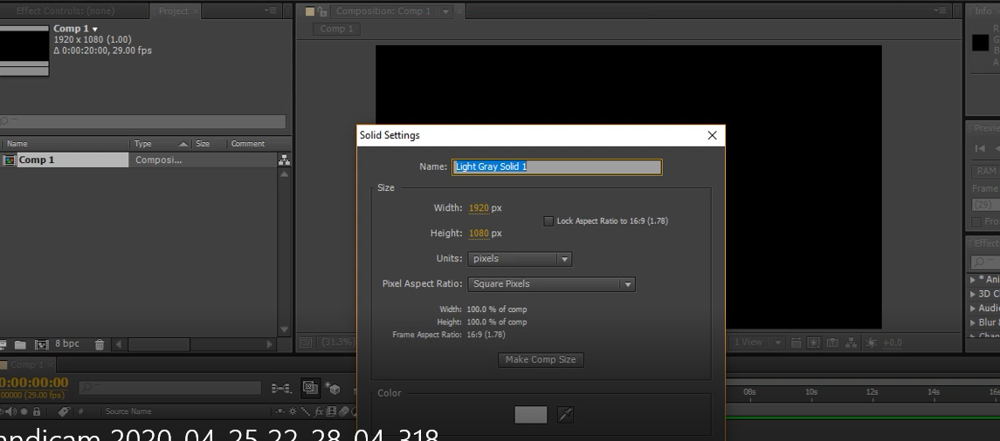 Effect Controls: (none)
Project
Composition: Comp 1
Info
Comp 1
1920 x 1080 (1.00)
Δ 0:00:20:00, 29.00 fps
Comp 1
Name
Type
Size
Comment
Comp 1
Composi...
8 bpc
Solid Settings
Name:
Light Gray Solid 1
Size
Width: 1920 px
Lock Aspect Ratio to 16:9 (1.78)
Height: 1080 px
Units: pixels
Pixel Aspect Ratio: Square Pixels
Width: 100.0 % of comp
Height: 100.0 % of comp
Frame Aspect Ratio: 16:9 (1.78)
Make Comp Size
Color
(31.3%)
1 View
+0.0
R
G
B
A
Previe
RAM
Frame
(29)
Fro
Effect
* Ani
3D C
Audio
Blur &
Chan
Comp 1
0:00:00:00
00000 (29.00 fps)
#
Source Name
08s
10s
12s
14s
16s
andicam 2020-04-25 22-28-04-318